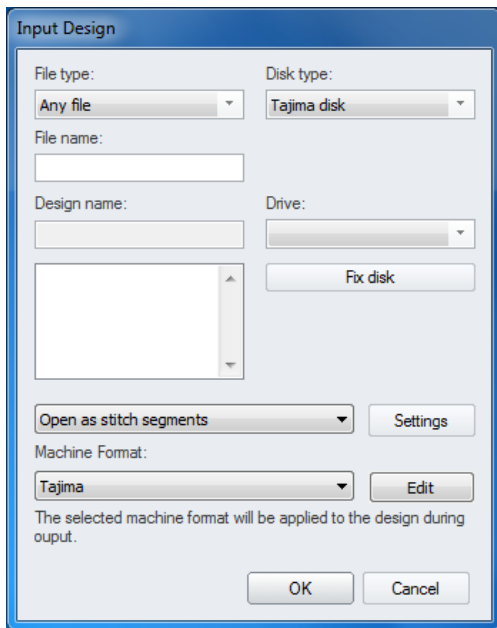 Input Design
File type:
Disk type:
Any file
Tajima disk
File name:
Design name:
Drive:
Fix disk
Open as stitch segments
Settings
Machine Format:
Tajima
Edit
The selected machine format will be applied to the design during
ouput.
OK
Cancel